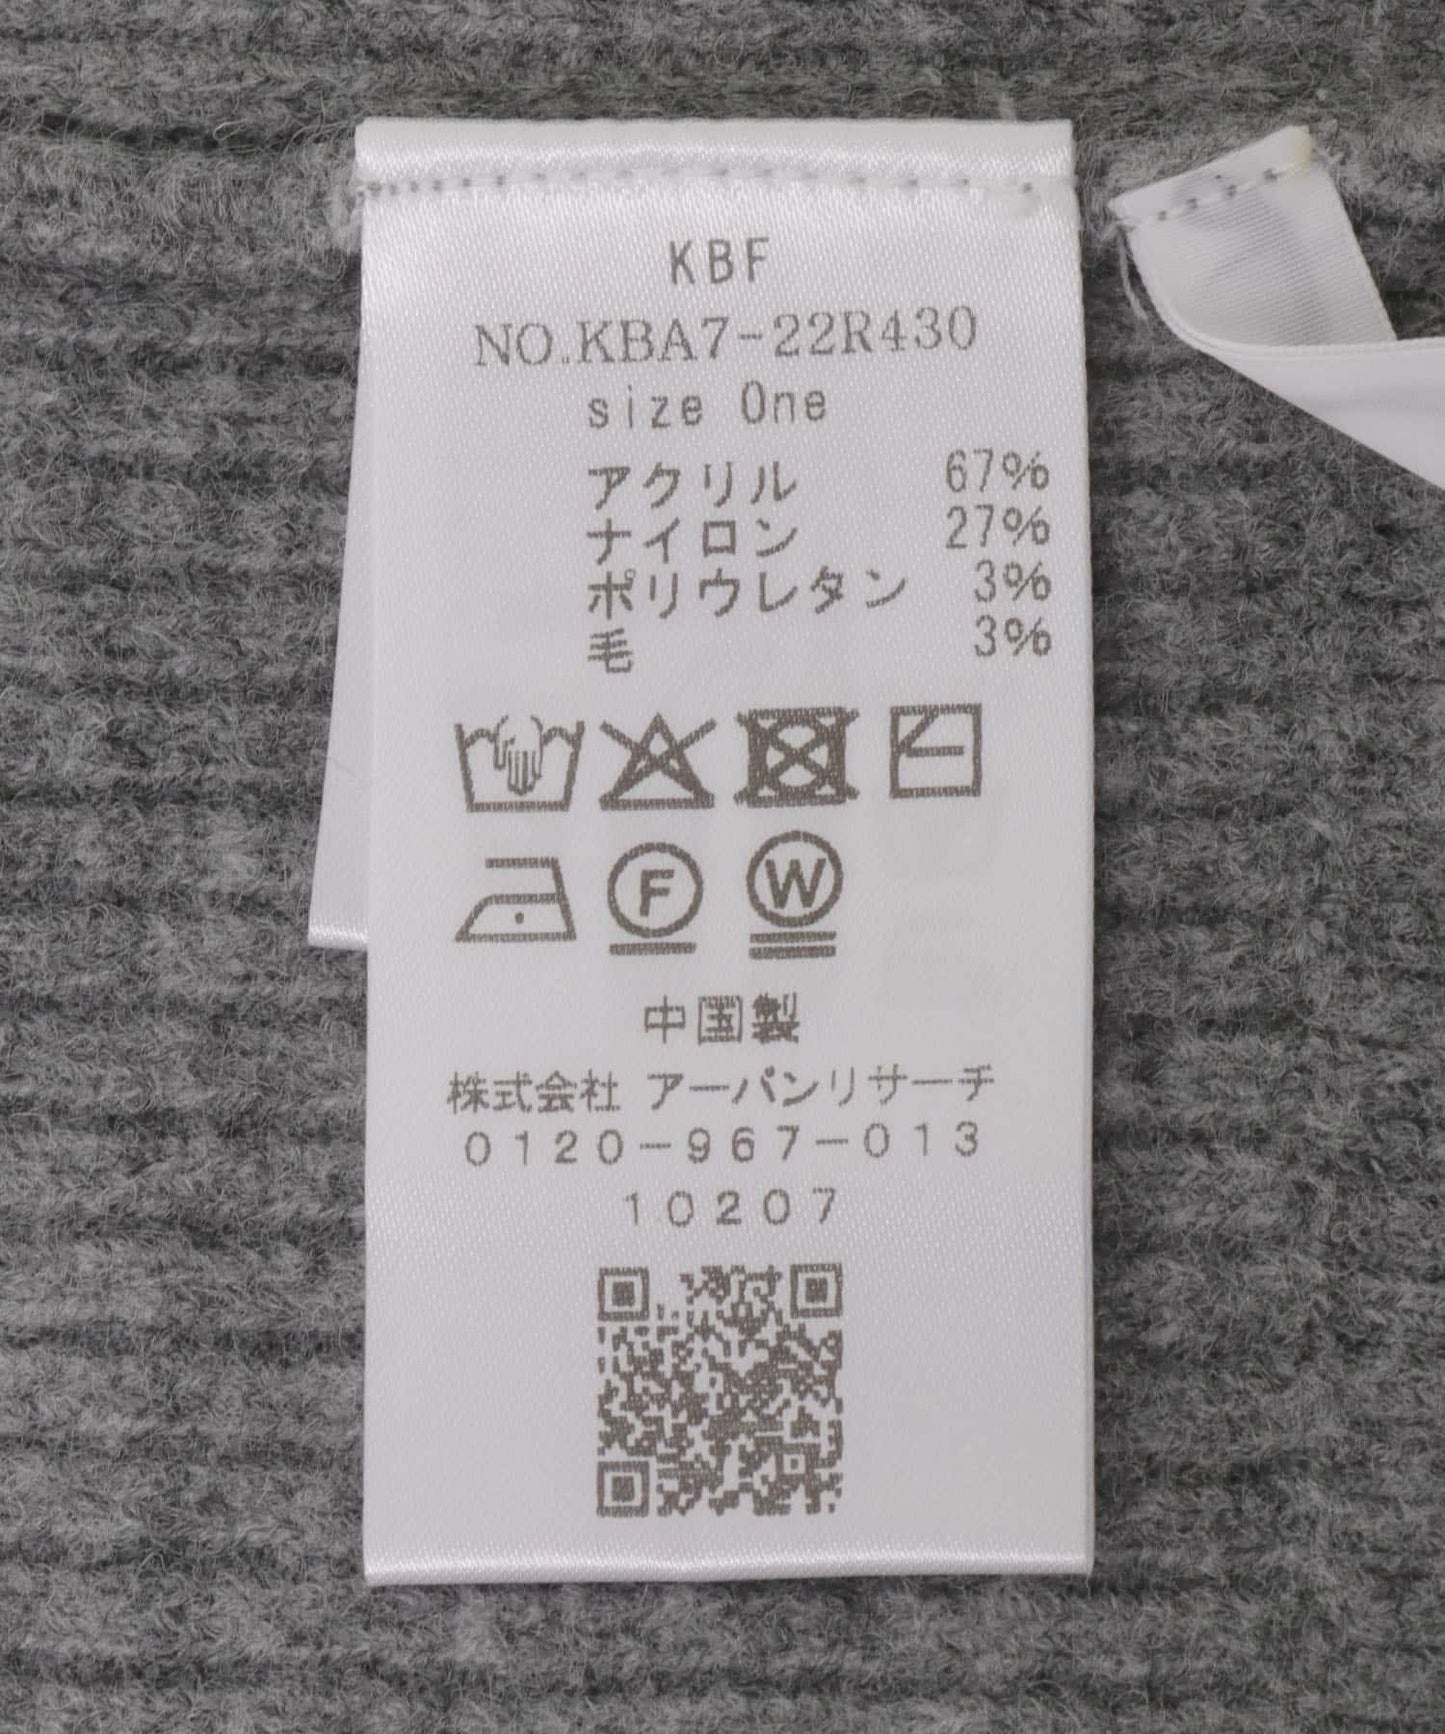 KBF
NO.KBA7-22R430
size One
アクリル 67%
ナイロン 27%
ポリウレタン 3%
毛 3%
F W
中国製
株式会社 アーバンリサーチ
0120-967-013
10207